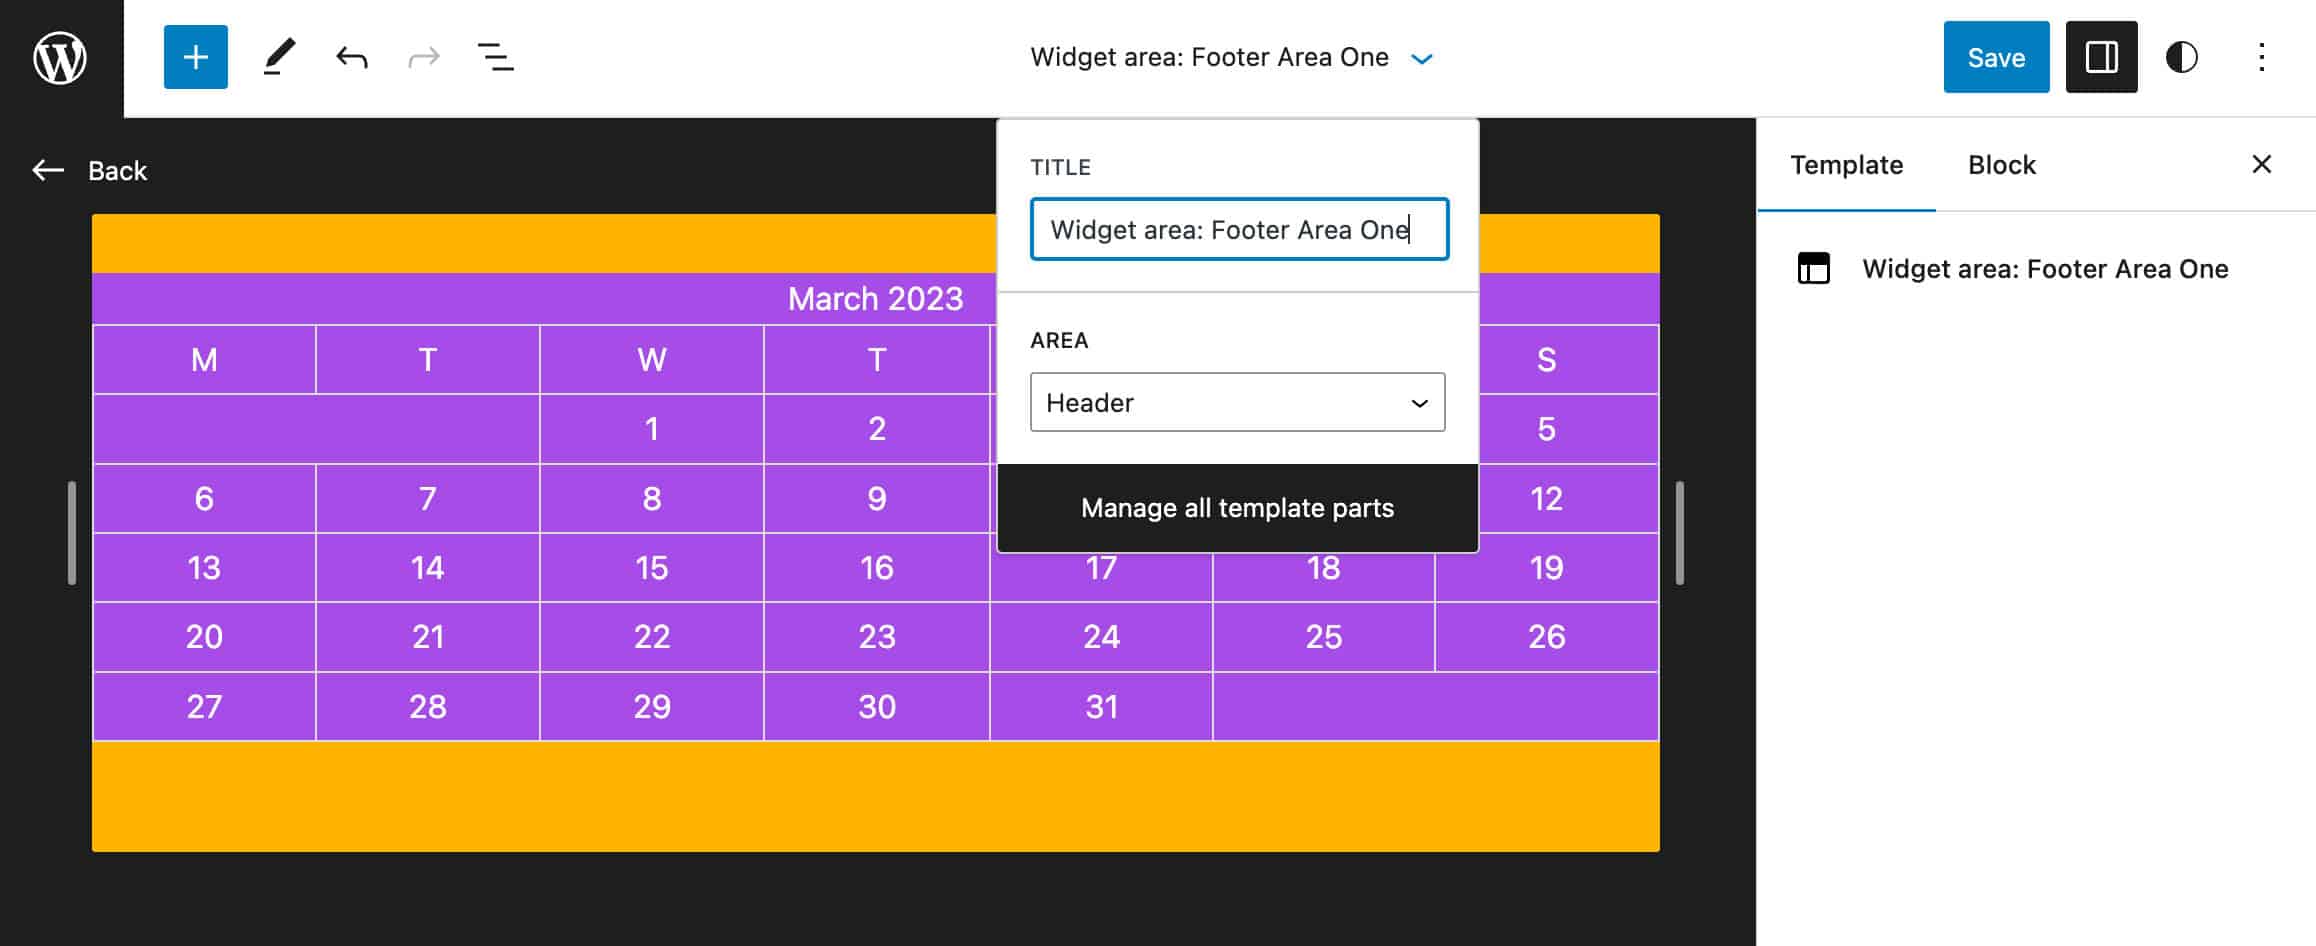 Widget area: Footer Area One
Save
Back
Template Block
TITLE
Widget area: Footer Area One
Widget area: Footer Area One
AREA
Header
Manage all template parts
March 2023
M T W T S
1 2 5
6 7 8 9 12
13 14 15 16 17 18 19
20 21 22 23 24 25 26
27 28 29 30 31